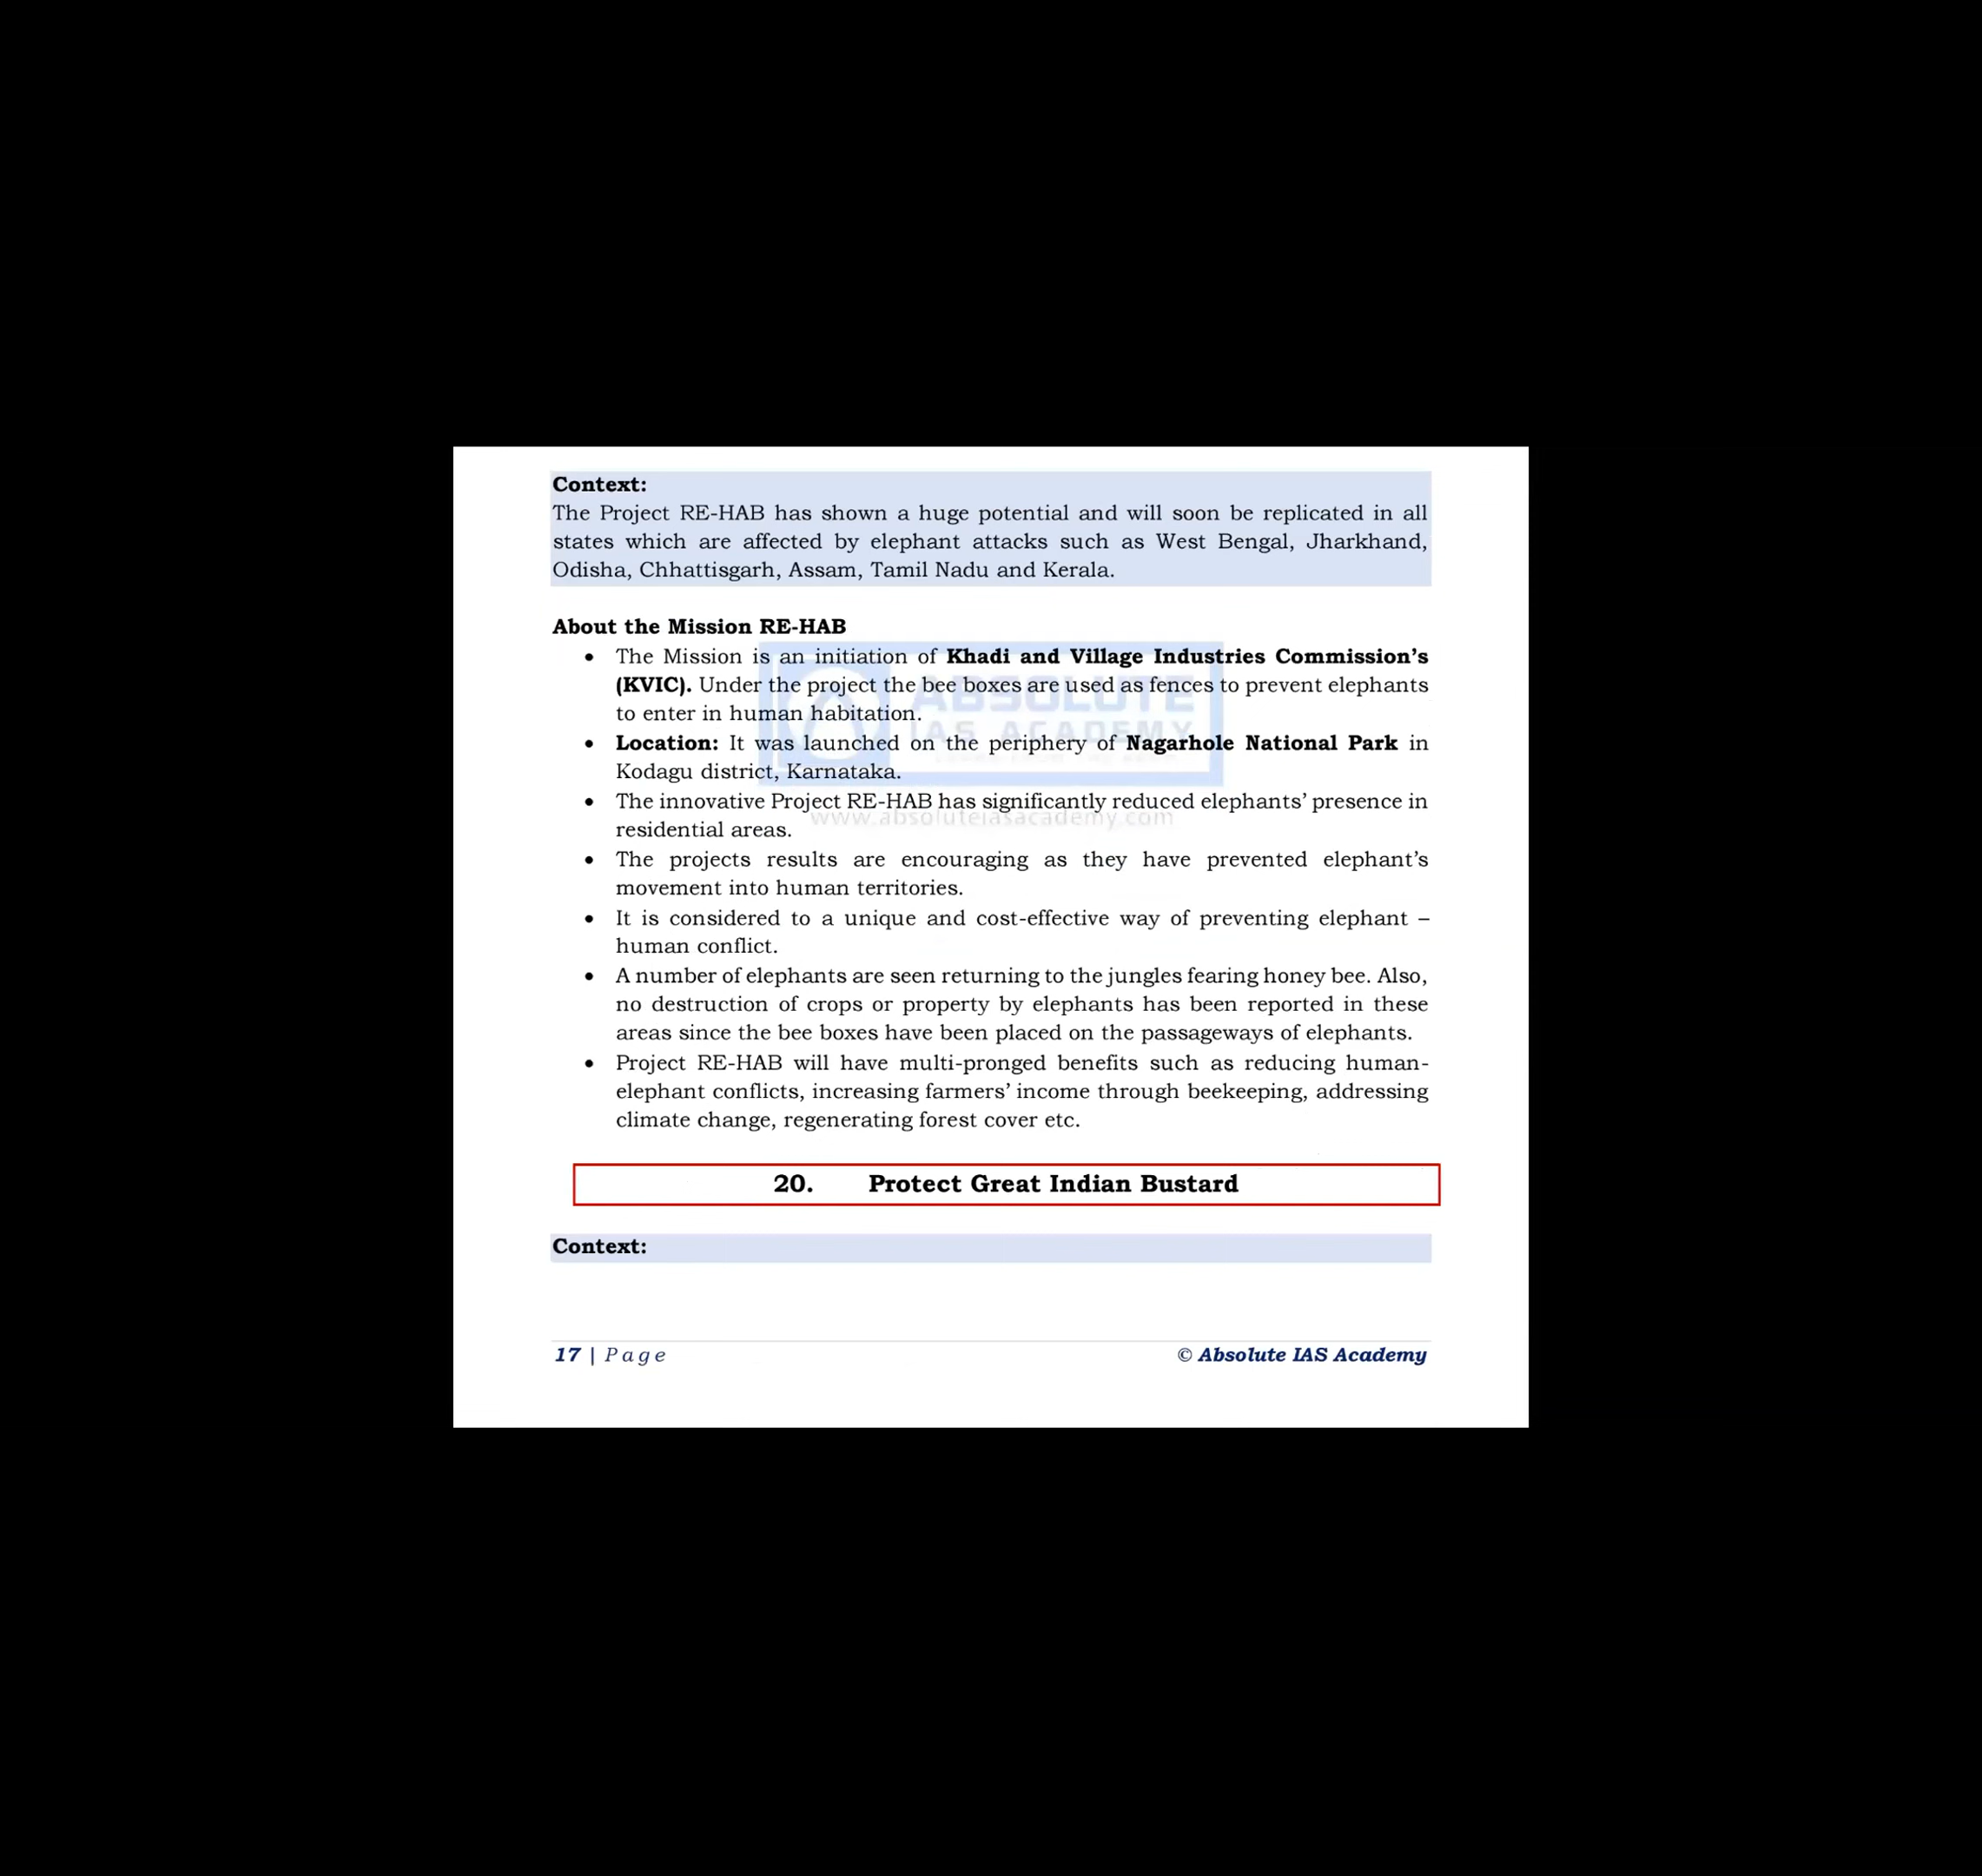 Context:
The Project RE-HAB has shown a huge potential and will soon be replicated in all
states which are affected by elephant attacks such as West Bengal, Jharkhand,
Odisha, Chhattisgarh, Assam, Tamil Nadu and Kerala.
About the Mission RE-HAB
• The Mission is an initiation of Khadi and Village Industries Commission’s
(KVIC). Under the project the bee boxes are used as fences to prevent elephants
to enter in human habitation.
ABSOLUTE
IAS ACADEMY
• Location: It was launched on the periphery of Nagarhole National Park in
Kodagu district, Karnataka.
• The innovative Project RE-HAB has significantly reduced elephants’ presence in
residential areas.
www.absoluteiasacademy.com
• The projects results are encouraging as they have prevented elephant’s
movement into human territories.
• It is considered to a unique and cost-effective way of preventing elephant –
human conflict.
• A number of elephants are seen returning to the jungles fearing honey bee. Also,
no destruction of crops or property by elephants has been reported in these
areas since the bee boxes have been placed on the passageways of elephants.
• Project RE-HAB will have multi-pronged benefits such as reducing human-
elephant conflicts, increasing farmers’ income through beekeeping, addressing
climate change, regenerating forest cover etc.
20. Protect Great Indian Bustard
Context:
17 | Page © Absolute IAS Academy